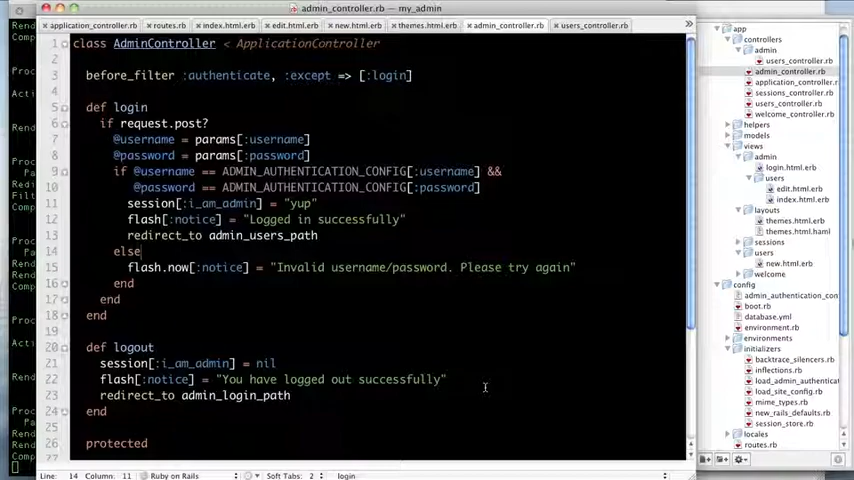 admin_controller.rb — my_admin
application_controller.rb
routes.rb
index.html.erb
edit.html.erb
new.html.erb
themes.html.erb
admin_controller.rb
users_controller.rb
1 class AdminController < ApplicationController
2
3 before_filter :authenticate, :except => [:login]
4
5 def login
6 if request.post?
7 @username = params[:username]
8 @password = params[:password]
9 if @username == ADMIN_AUTHENTICATION_CONFIG[:username] &&
10 @password == ADMIN_AUTHENTICATION_CONFIG[:password]
11 session[:i_am_admin] = "yup"
12 flash[:notice] = "Logged in successfully"
13 redirect_to admin_users_path
14 else
15 flash.now[:notice] = "Invalid username/password. Please try again"
16 end
17 end
18 end
19
20 def logout
21 session[:i_am_admin] = nil
22 flash[:notice] = "You have logged out successfully"
23 redirect_to admin_login_path
24 end
25
26 protected
27
Line: 14 Column: 11 Ruby on Rails Soft Tabs: 2 login
app
controllers
admin
users_controller.rb
admin_controller.rb
application_controller.rb
sessions_controller.rb
users_controller.rb
welcome_controller.rb
helpers
models
views
admin
login.html.erb
users
edit.html.erb
index.html.erb
layouts
themes.html.erb
themes.html.haml
sessions
users
new.html.erb
welcome
config
admin_authentication_con
boot.rb
database.yml
environment.rb
environments
initializers
backtrace_silencers.rb
inflections.rb
load_admin_authentica
load_site_config.rb
mime_types.rb
new_rails_defaults.rb
session_store.rb
locales
routes.rb